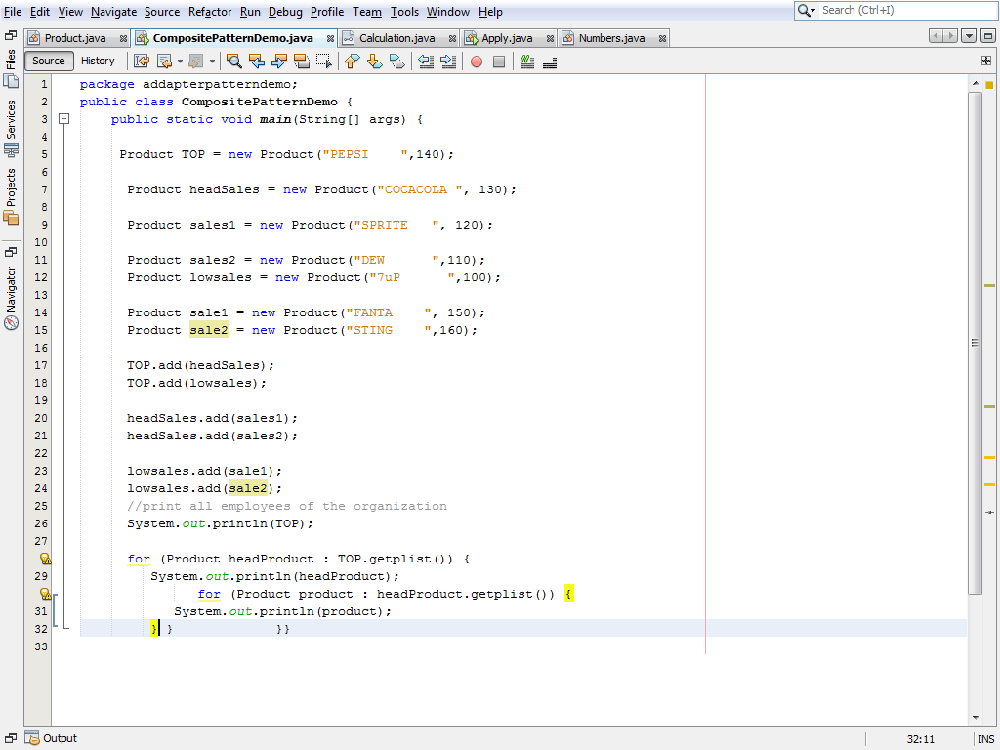 File Edit View Navigate Source Refactor Run Debug Profile Team Tools Window Help Search (Ctrl+I)
Product.java CompositePatternDemo.java Calculation.java Apply.java Numbers.java
Source History
Files
Services
Projects
Navigator
1 package addapterpatterndemo;
2 public class CompositePatternDemo {
3 public static void main(String[] args) {
4
5 Product TOP = new Product("PEPSI    ",140);
6
7 Product headSales = new Product("COCACOLA ", 130);
8
9 Product sales1 = new Product("SPRITE   ", 120);
10
11 Product sales2 = new Product("DEW      ",110);
12 Product lowsales = new Product("7uP      ",100);
13
14 Product sale1 = new Product("FANTA    ", 150);
15 Product sale2 = new Product("STING    ",160);
16
17 TOP.add(headSales);
18 TOP.add(lowsales);
19
20 headSales.add(sales1);
21 headSales.add(sales2);
22
23 lowsales.add(sale1);
24 lowsales.add(sale2);
25 //print all employees of the organization
26 System.out.println(TOP);
27
for (Product headProduct : TOP.getplist()) {
29 System.out.println(headProduct);
for (Product product : headProduct.getplist()) {
31 System.out.println(product);
32 } } }}
33
Output 32:11 INS